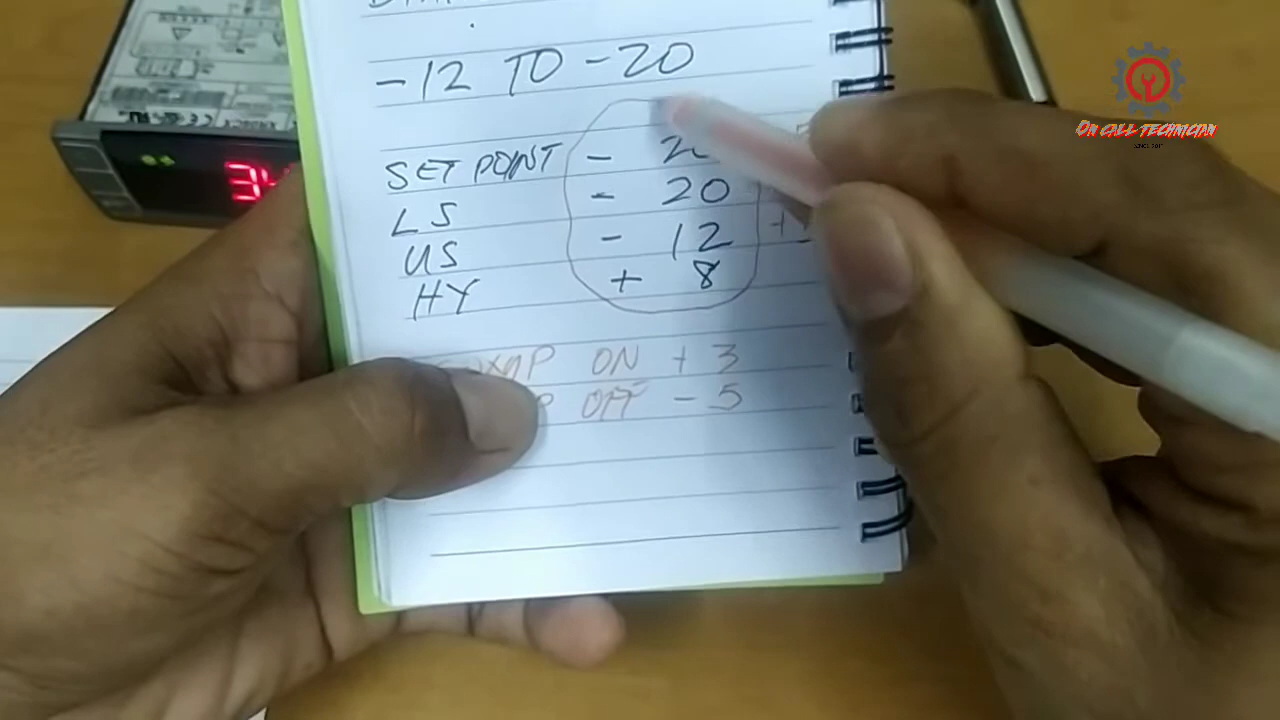 -12 TO -20
SET POINT -
LS - 20
US - 12
HY + 8
ON + 3
OFF - 5
ON CALL TECHNICIAN